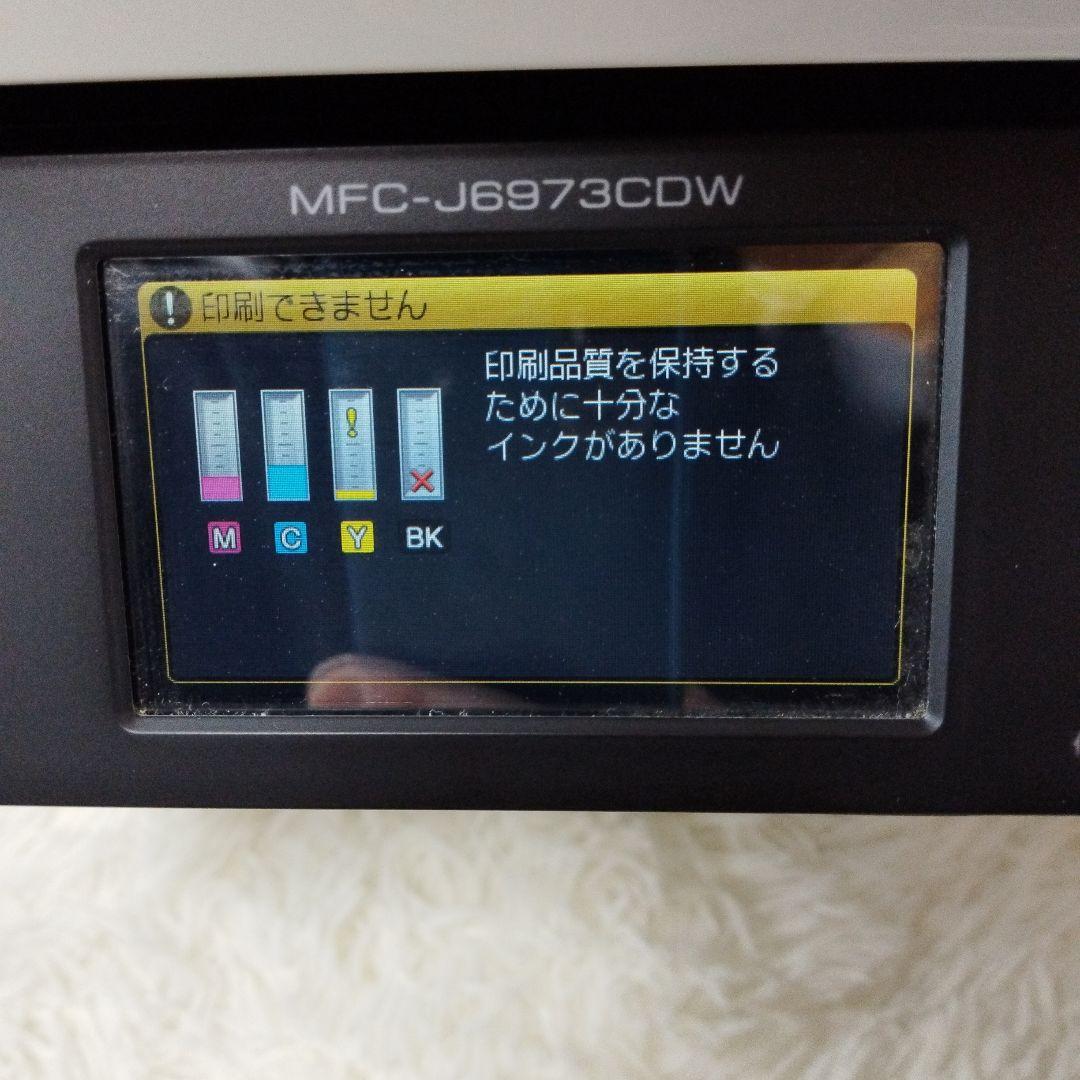 MFC-J6973CDW
! 印刷できません
印刷品質を保持する
ために十分な
インクがありません
!
M C Y BK